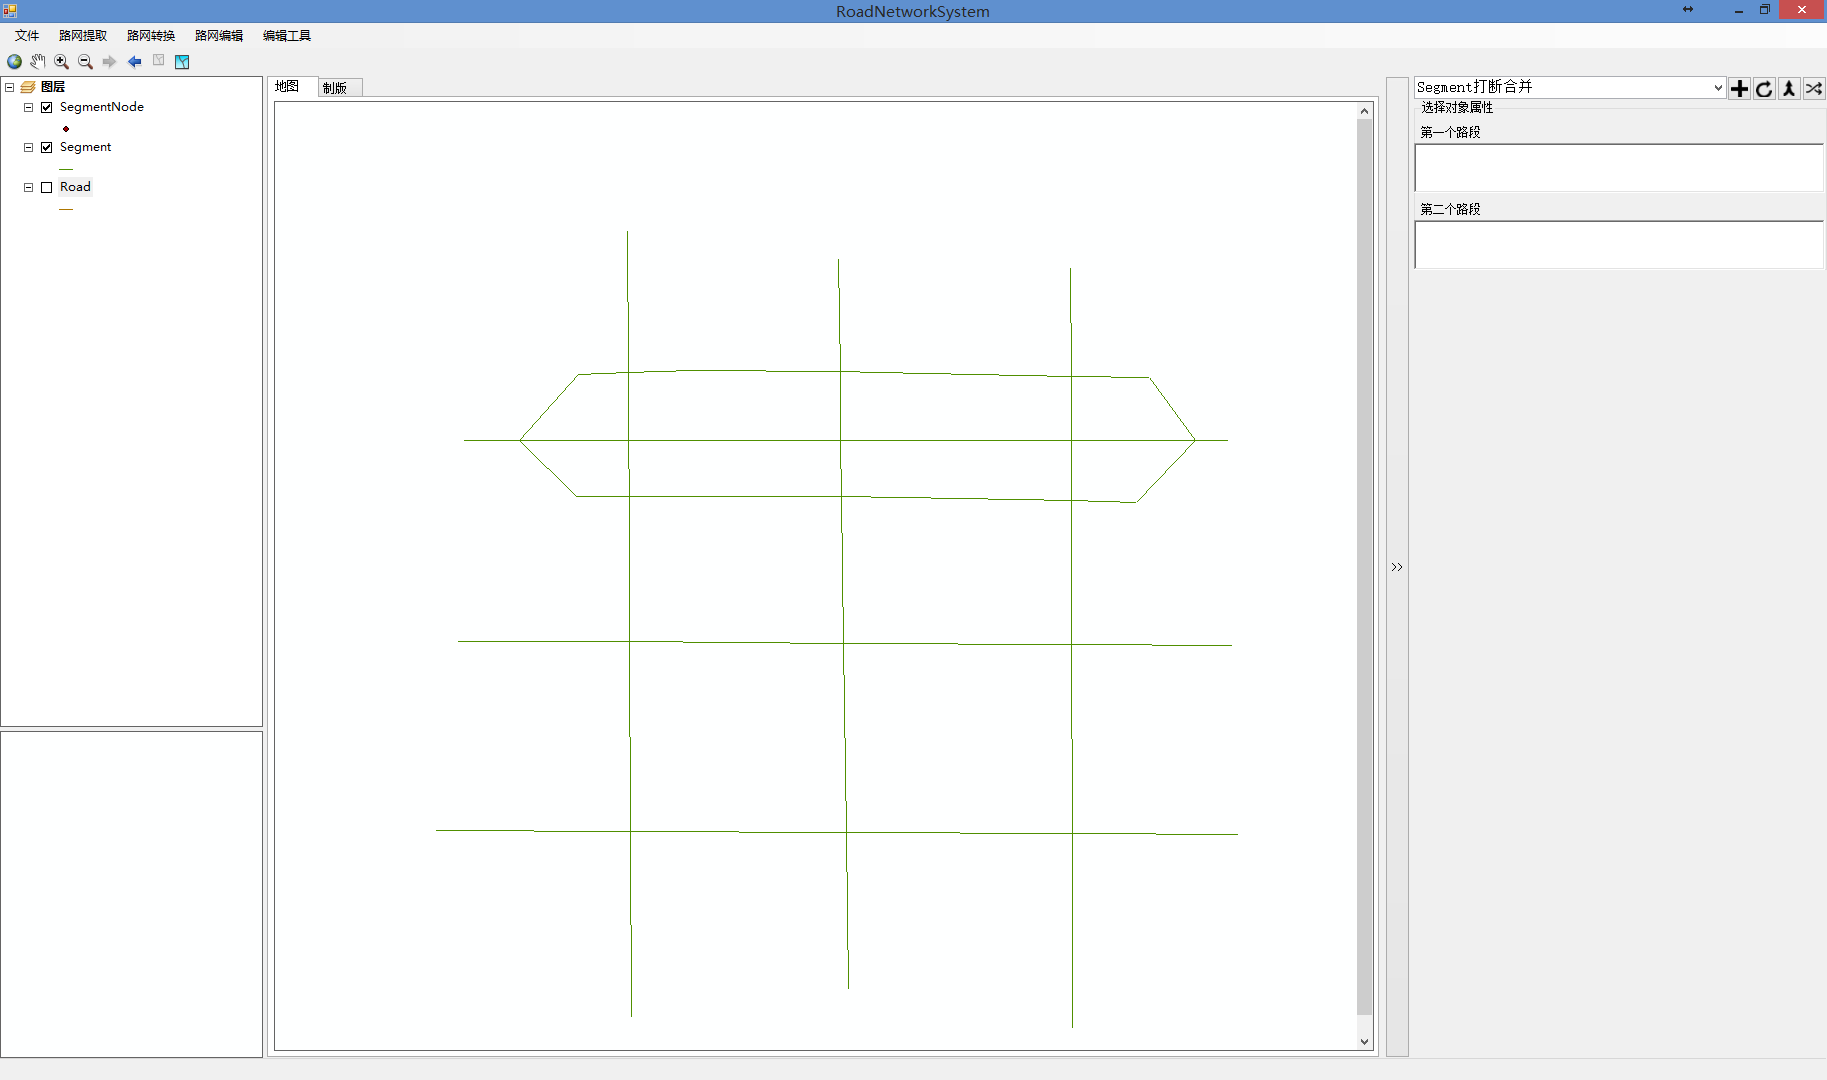 RoadNetworkSystem
文件 路网提取 路网转换 路网编辑 编辑工具
图层
SegmentNode
Segment
Road
地图 制版
>>
Segment打断合并
选择对象属性
第一个路段
第二个路段